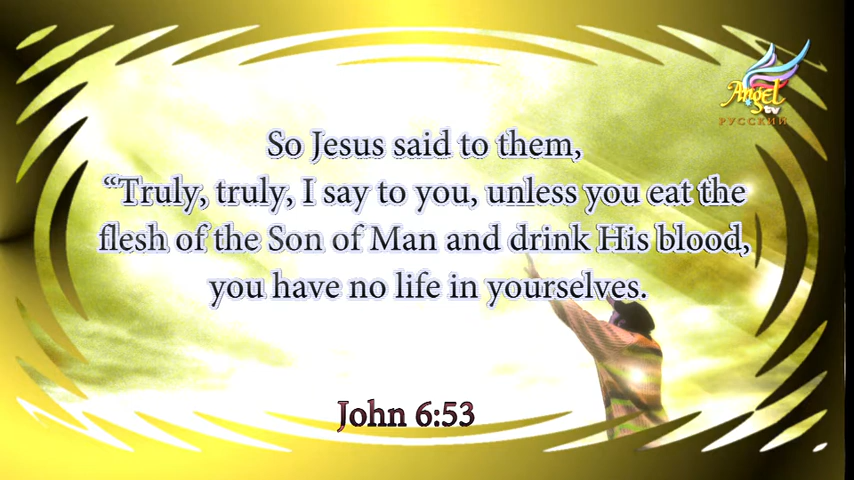 Angel
tv
РУССКИЙ
So Jesus said to them,
“Truly, truly, I say to you, unless you eat the
flesh of the Son of Man and drink His blood,
you have no life in yourselves.
John 6:53